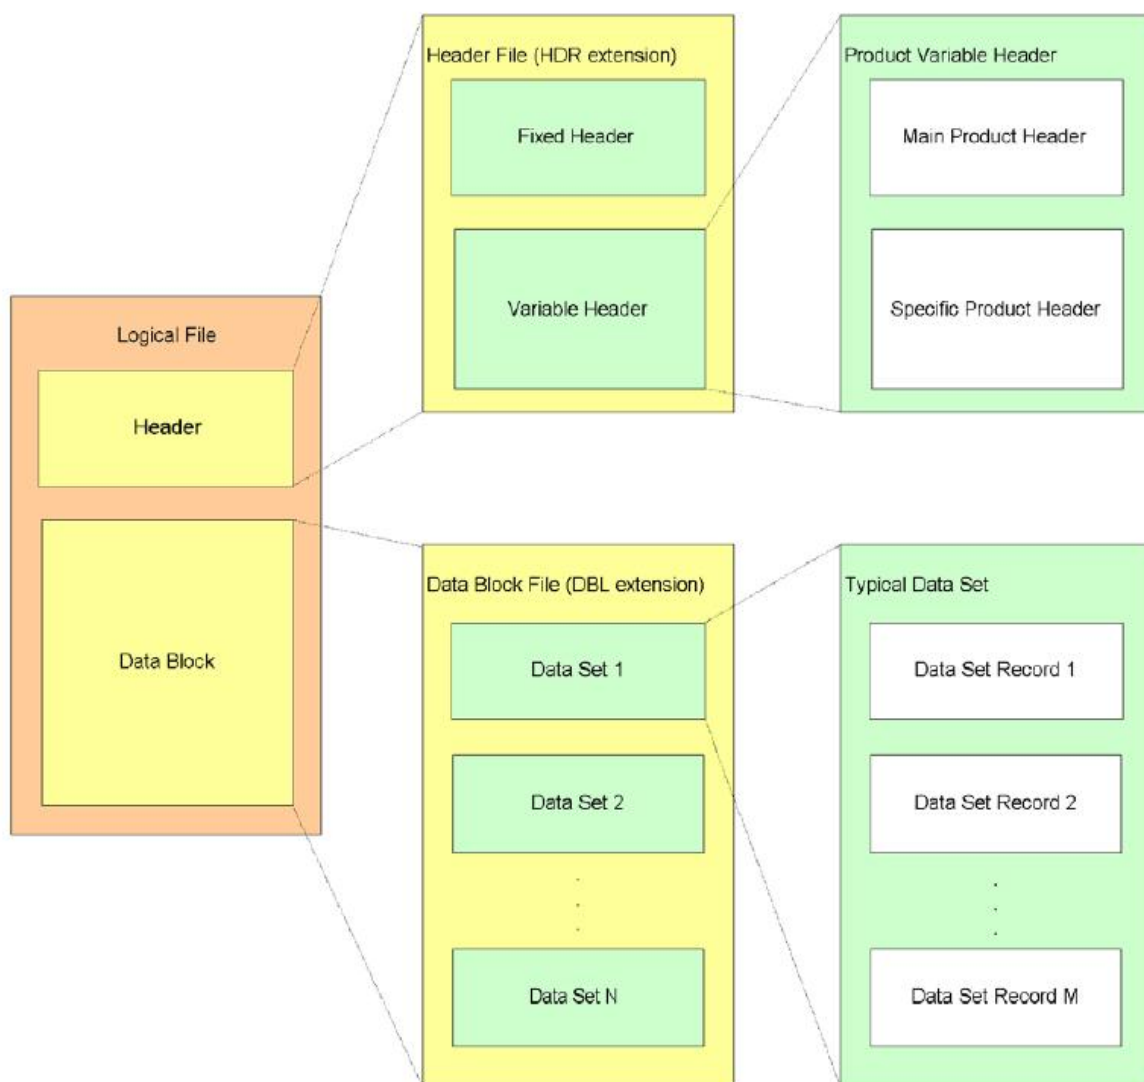 Logical File
Header
Data Block
Header File (HDR extension)
Fixed Header
Variable Header
Product Variable Header
Main Product Header
Specific Product Header
Data Block File (DBL extension)
Data Set 1
Data Set 2
.
.
.
Data Set N
Typical Data Set
Data Set Record 1
Data Set Record 2
.
.
.
Data Set Record M